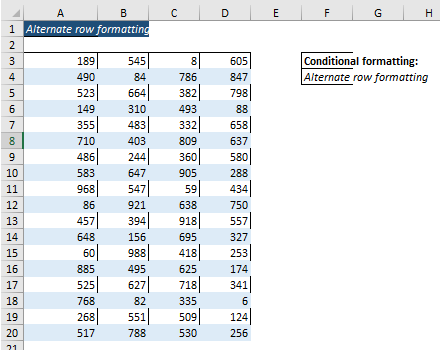 A B C D E F G H
1 Alternate row formatting
2
3 189 545 8 605 Conditional formatting:
4 490 84 786 847 Alternate row formatting
5 523 664 382 798
6 149 310 493 88
7 355 483 332 658
8 710 403 809 637
9 486 244 360 580
10 583 647 905 288
11 968 547 59 434
12 86 921 638 750
13 457 394 918 557
14 648 156 695 327
15 60 988 418 253
16 885 495 625 174
17 525 627 718 341
18 768 82 335 6
19 268 551 509 124
20 517 788 530 256
21